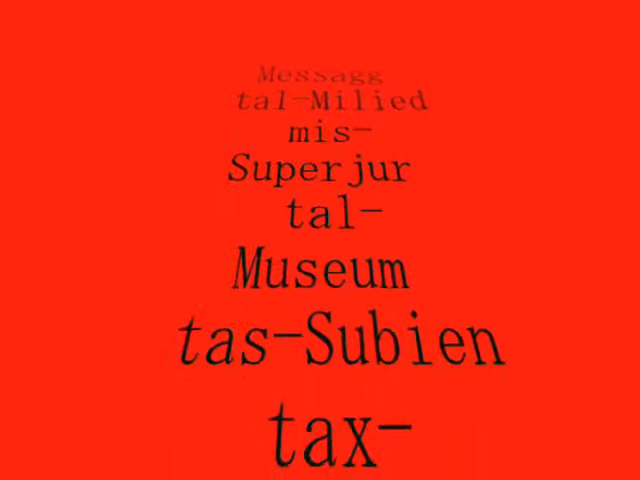 Messagg
tal-Milied
mis-
Superjur
tal-
Museum
tas-Subien
tax-